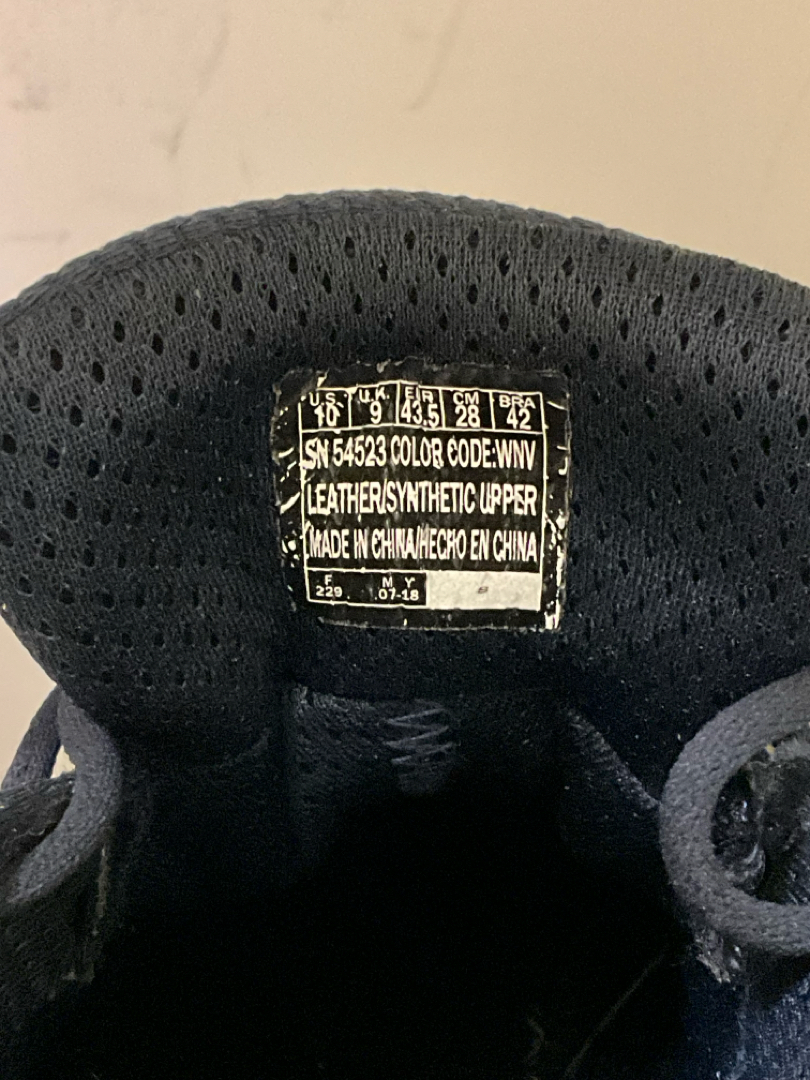 U.S. U.K. EUR CM BRA
10 9 43.5 28 42
SN 54523 COLOR CODE:WNV
LEATHER/SYNTHETIC UPPER
MADE IN CHINA/HECHO EN CHINA
F M Y
229 07-18